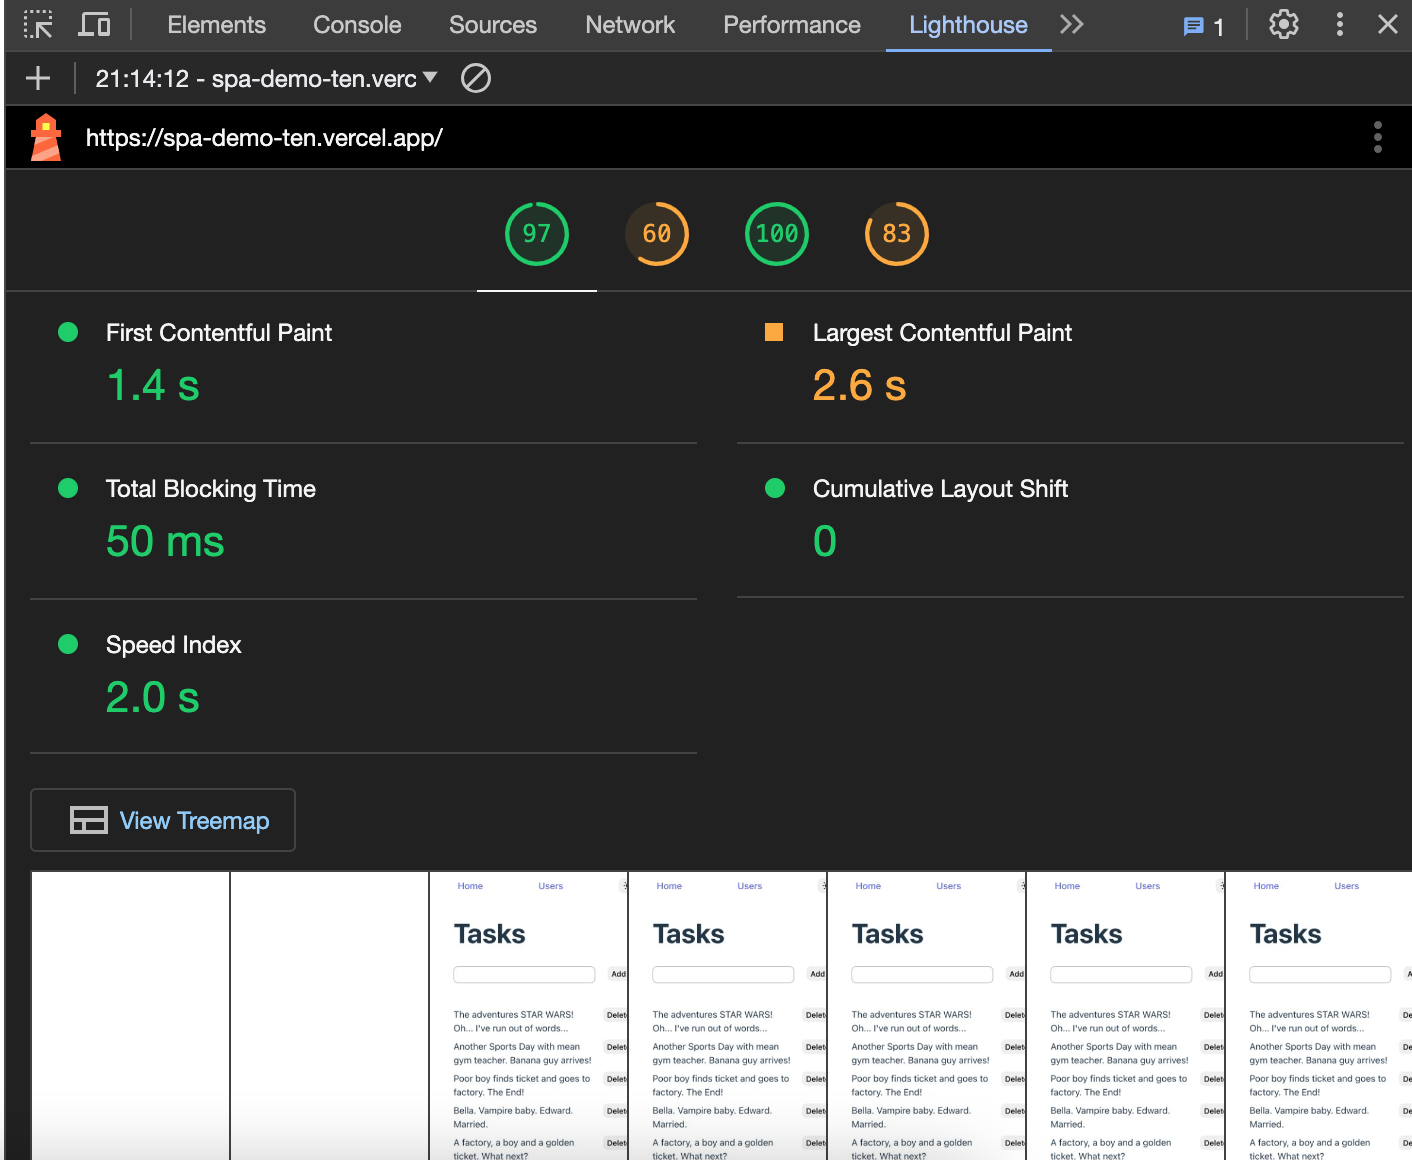 Elements Console Sources Network Performance Lighthouse 1
21:14:12 - spa-demo-ten.verc
https://spa-demo-ten.vercel.app/
97 60 100 83
First Contentful Paint
1.4 s
Largest Contentful Paint
2.6 s
Total Blocking Time
50 ms
Cumulative Layout Shift
0
Speed Index
2.0 s
View Treemap
Home Users
Tasks
Add
The adventures STAR WARS!
Oh... I've run out of words...
Delet
Another Sports Day with mean
gym teacher. Banana guy arrives!
Delet
Poor boy finds ticket and goes to
factory. The End!
Delet
Bella. Vampire baby. Edward.
Married.
Delet
A factory, a boy and a golden
ticket. What next?
Delet
Home Users
Tasks
Add
The adventures STAR WARS!
Oh... I've run out of words...
Delet
Another Sports Day with mean
gym teacher. Banana guy arrives!
Delet
Poor boy finds ticket and goes to
factory. The End!
Delet
Bella. Vampire baby. Edward.
Married.
Delet
A factory, a boy and a golden
ticket. What next?
Delet
Home Users
Tasks
Add
The adventures STAR WARS!
Oh... I've run out of words...
Delet
Another Sports Day with mean
gym teacher. Banana guy arrives!
Delet
Poor boy finds ticket and goes to
factory. The End!
Delet
Bella. Vampire baby. Edward.
Married.
Delet
A factory, a boy and a golden
ticket. What next?
Delet
Home Users
Tasks
Add
The adventures STAR WARS!
Oh... I've run out of words...
Delet
Another Sports Day with mean
gym teacher. Banana guy arrives!
Delet
Poor boy finds ticket and goes to
factory. The End!
Delet
Bella. Vampire baby. Edward.
Married.
Delet
A factory, a boy and a golden
ticket. What next?
Delet
Home Users
Tasks
A
The adventures STAR WARS!
Oh... I've run out of words...
De
Another Sports Day with mean
gym teacher. Banana guy arrives!
De
Poor boy finds ticket and goes to
factory. The End!
De
Bella. Vampire baby. Edward.
Married.
De
A factory, a boy and a golden
ticket. What next?
De